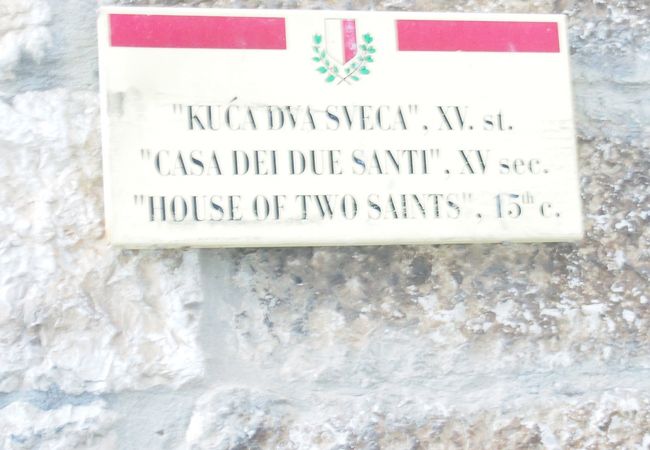 "KUĆA DVA SVECA", XV. st.
"CASA DEI DUE SANTI", XV sec.
"HOUSE OF TWO SAINTS", 15th c.